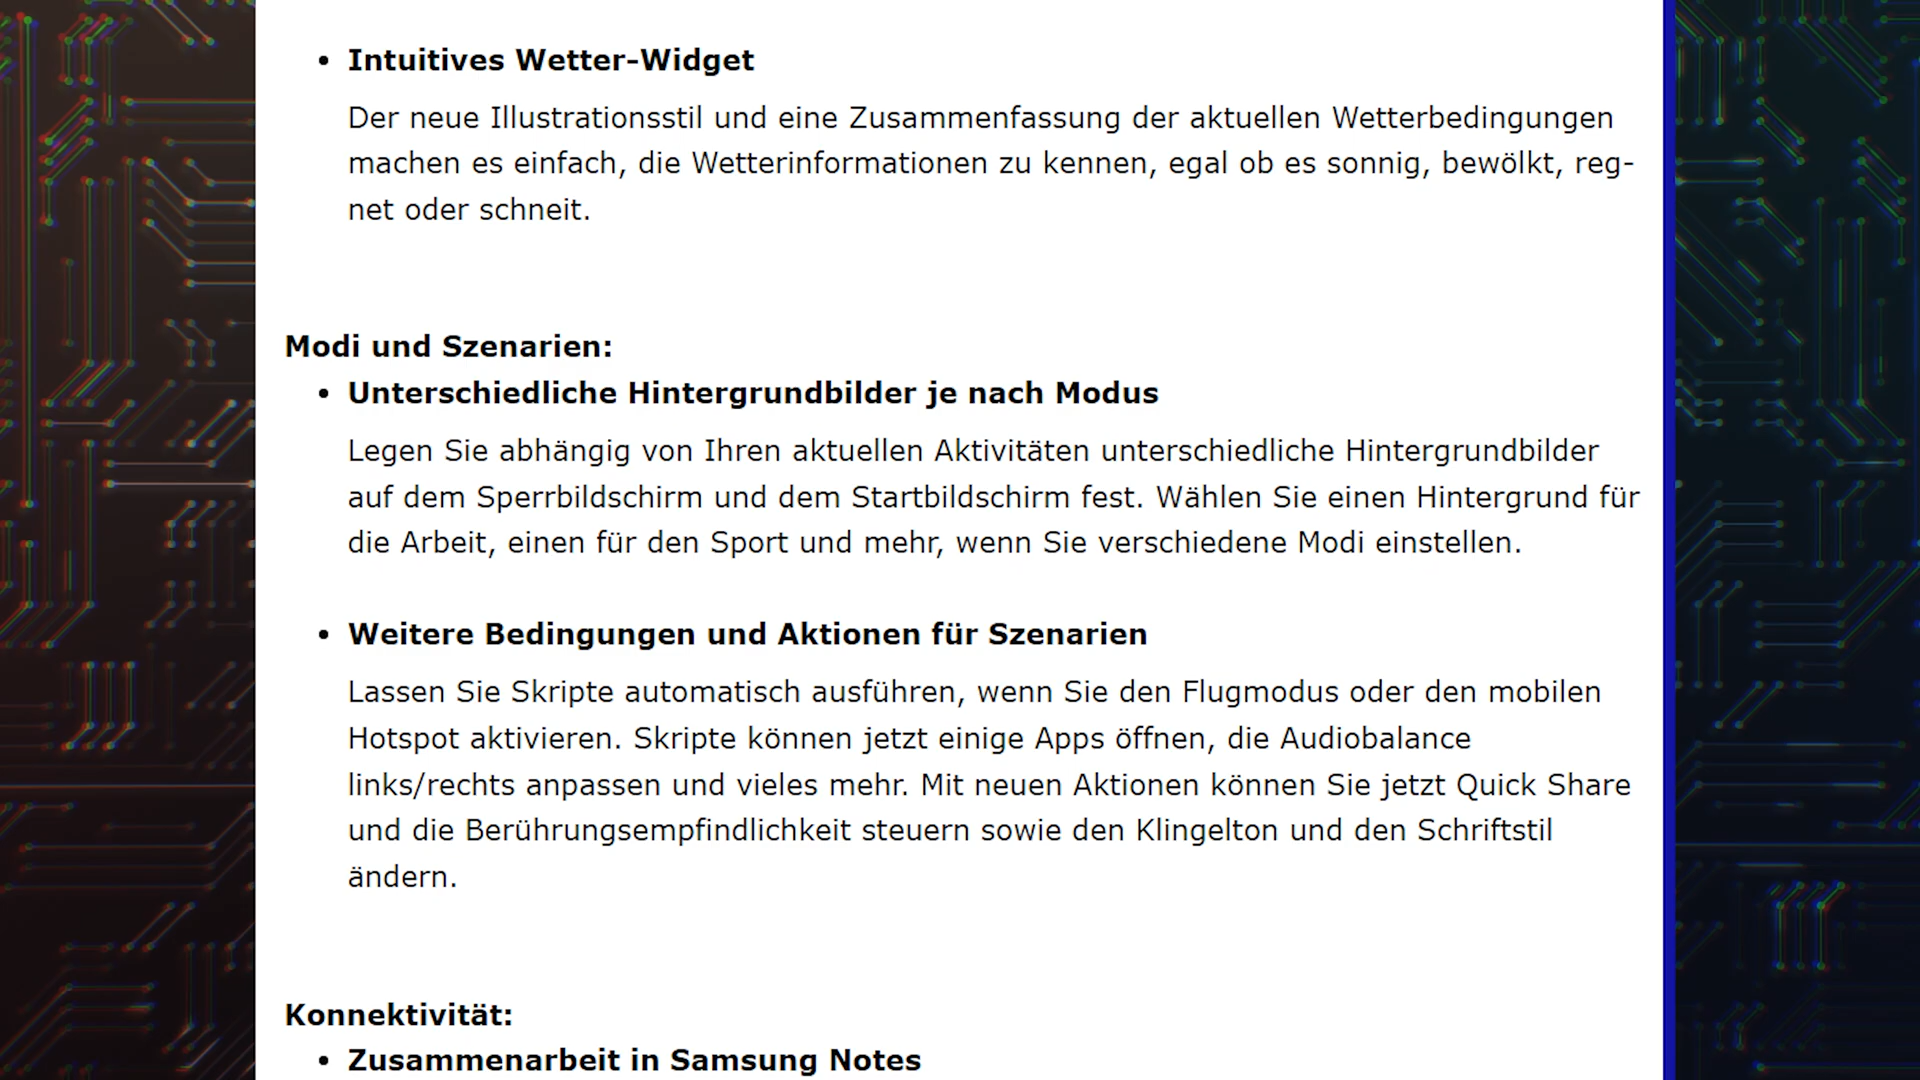 • Intuitives Wetter-Widget
Der neue Illustrationsstil und eine Zusammenfassung der aktuellen Wetterbedingungen
machen es einfach, die Wetterinformationen zu kennen, egal ob es sonnig, bewölkt, reg-
net oder schneit.
Modi und Szenarien:
• Unterschiedliche Hintergrundbilder je nach Modus
Legen Sie abhängig von Ihren aktuellen Aktivitäten unterschiedliche Hintergrundbilder
auf dem Sperrbildschirm und dem Startbildschirm fest. Wählen Sie einen Hintergrund für
die Arbeit, einen für den Sport und mehr, wenn Sie verschiedene Modi einstellen.
• Weitere Bedingungen und Aktionen für Szenarien
Lassen Sie Skripte automatisch ausführen, wenn Sie den Flugmodus oder den mobilen
Hotspot aktivieren. Skripte können jetzt einige Apps öffnen, die Audiobalance
links/rechts anpassen und vieles mehr. Mit neuen Aktionen können Sie jetzt Quick Share
und die Berührungsempfindlichkeit steuern sowie den Klingelton und den Schriftstil
ändern.
Konnektivität:
• Zusammenarbeit in Samsung Notes